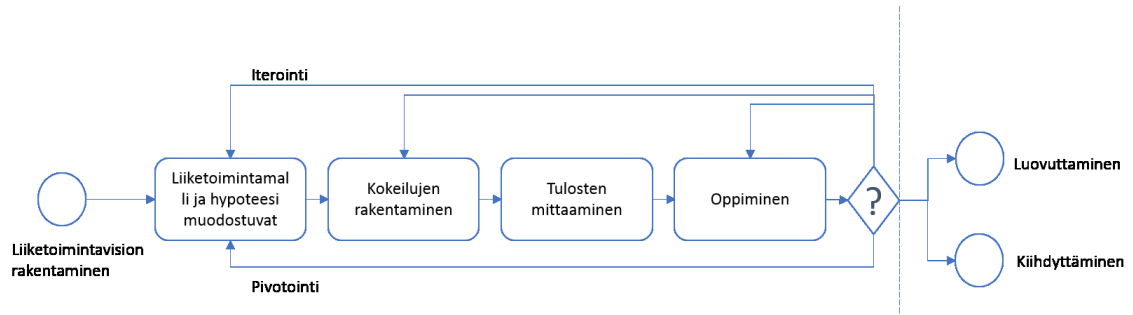 Iterointi
Liiketoimintamal
li ja hypoteesi
muodostuvat
Kokeilujen
rakentaminen
Tulosten
mittaaminen
Oppiminen
?
Luovuttaminen
Liiketoimintavision
rakentaminen
Kiihdyttäminen
Pivotointi